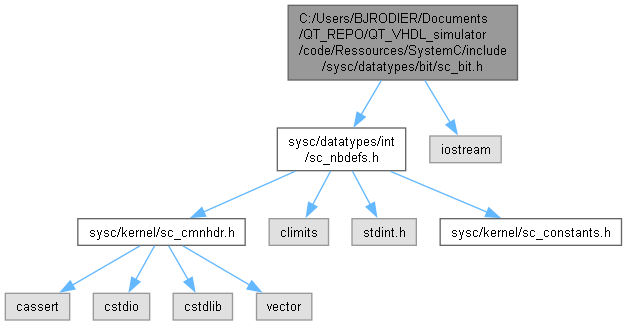 C:/Users/BJRODIER/Documents
/QT_REPO/QT_VHDL_simulator
/code/Ressources/SystemC/include
/sysc/datatypes/bit/sc_bit.h
sysc/datatypes/int
/sc_nbdefs.h
iostream
sysc/kernel/sc_cmnhdr.h
climits
stdint.h
sysc/kernel/sc_constants.h
cassert
cstdio
cstdlib
vector